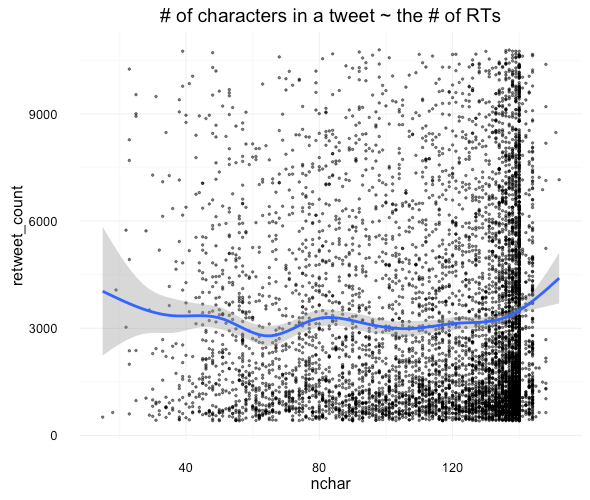 # of characters in a tweet ~ the # of RTs
9000
6000
3000
0
retweet_count
40
80
120
nchar